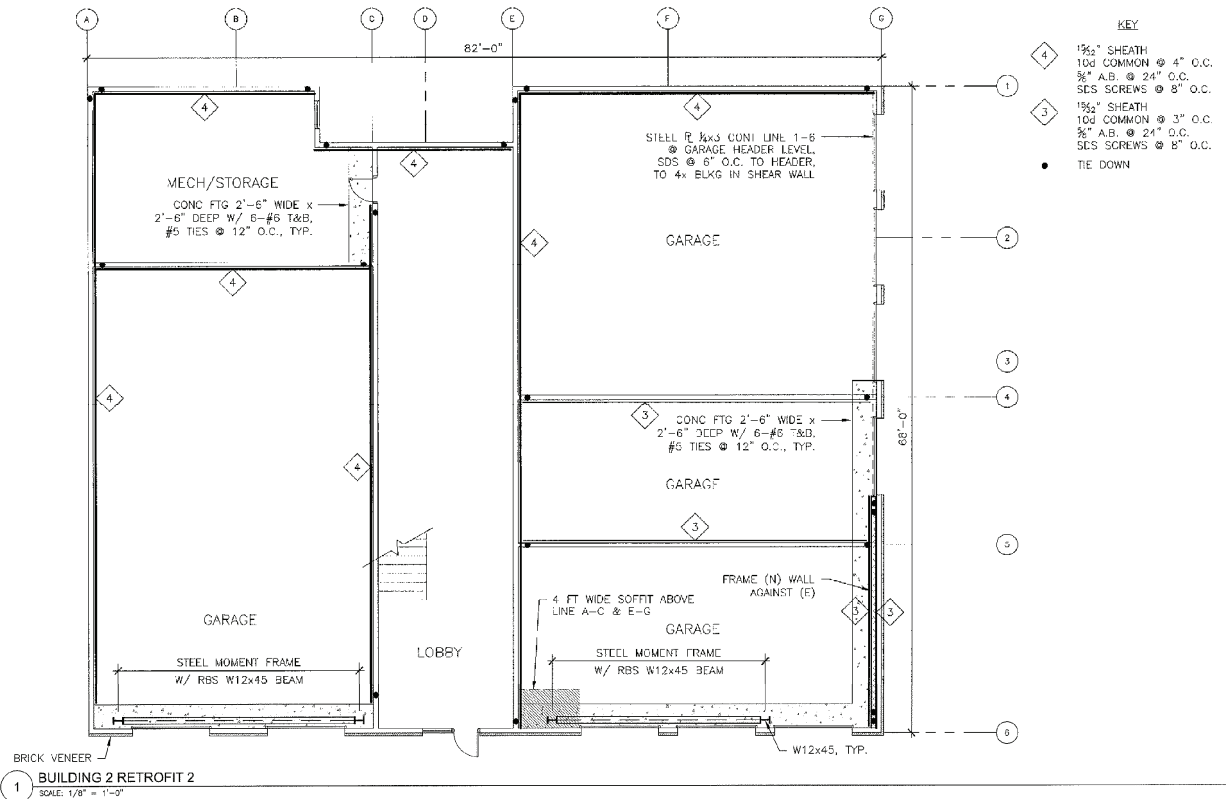 A
B
C
D
E
F
G
82'-0"
KEY
4
15/32" SHEATH
10d COMMON @ 4" O.C.
5/8" A.B. @ 24" O.C.
SDS SCREWS @ 8" O.C.
3
15/32" SHEATH
10d COMMON @ 3" O.C.
5/8" A.B. @ 24" O.C.
SDS SCREWS @ 8" O.C.
TIE DOWN
1
4
4
4
STEEL PL 1/4x3 CONT LINE 1-6
@ GARAGE HEADER LEVEL,
SDS @ 6" O.C. TO HEADER,
TO 4x BLKG IN SHEAR WALL
MECH/STORAGE
CONC FTG 2'-6" WIDE x
2'-6" DEEP W/ 6-#6 T&B,
#5 TIES @ 12" O.C., TYP.
4
GARAGE
2
4
3
4
4
3
CONC FTG 2'-6" WIDE x
2'-6" DEEP W/ 6-#6 T&B,
#5 TIES @ 12" O.C., TYP.
68'-0"
4
GARAGE
3
5
FRAME (N) WALL
AGAINST (E)
4 FT WIDE SOFFIT ABOVE
LINE A-C & E-G
3
3
GARAGE
GARAGE
LOBBY
STEEL MOMENT FRAME
W/ RBS W12x45 BEAM
STEEL MOMENT FRAME
W/ RBS W12x45 BEAM
6
W12x45, TYP.
BRICK VENEER
1
BUILDING 2 RETROFIT 2
SCALE: 1/8" = 1'-0"